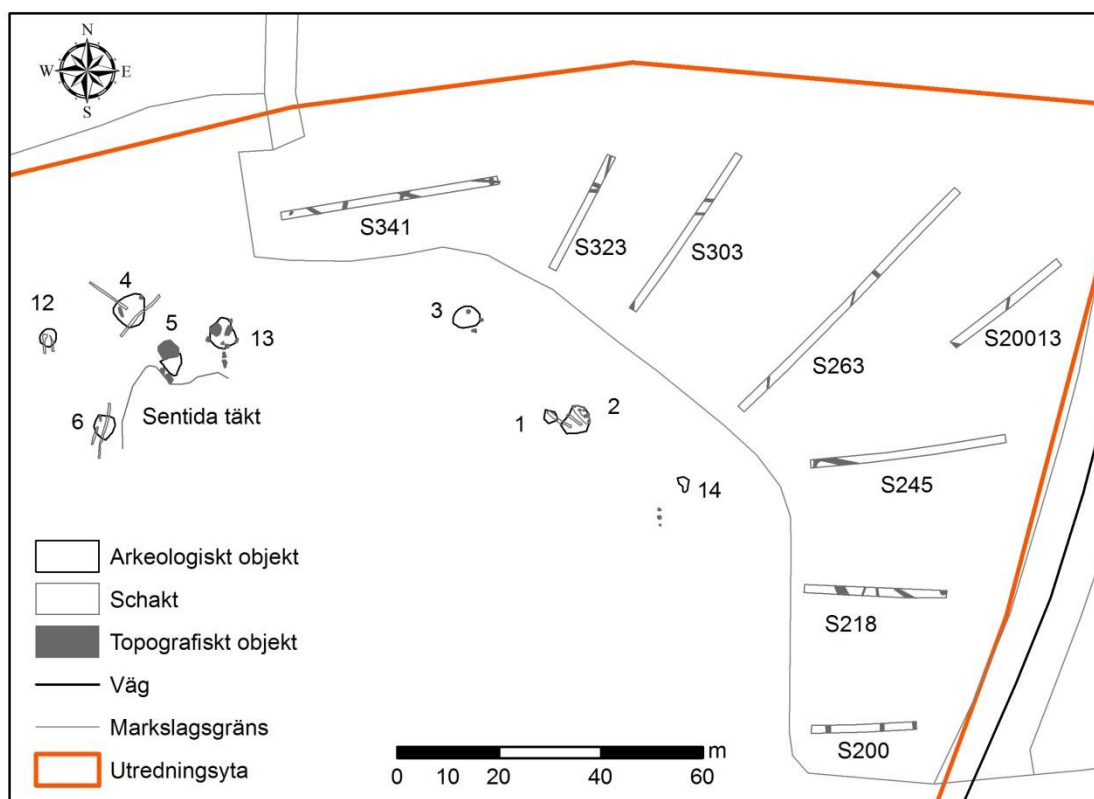 N
W E
S
S341
S323
S303
S263
S20013
4
12
5
13
3
6
Sentida täkt
1
2
14
S245
S218
S200
Arkeologiskt objekt
Schakt
Topografiskt objekt
Väg
Markslagsgräns
Utredningsyta
m
0 10 20 40 60